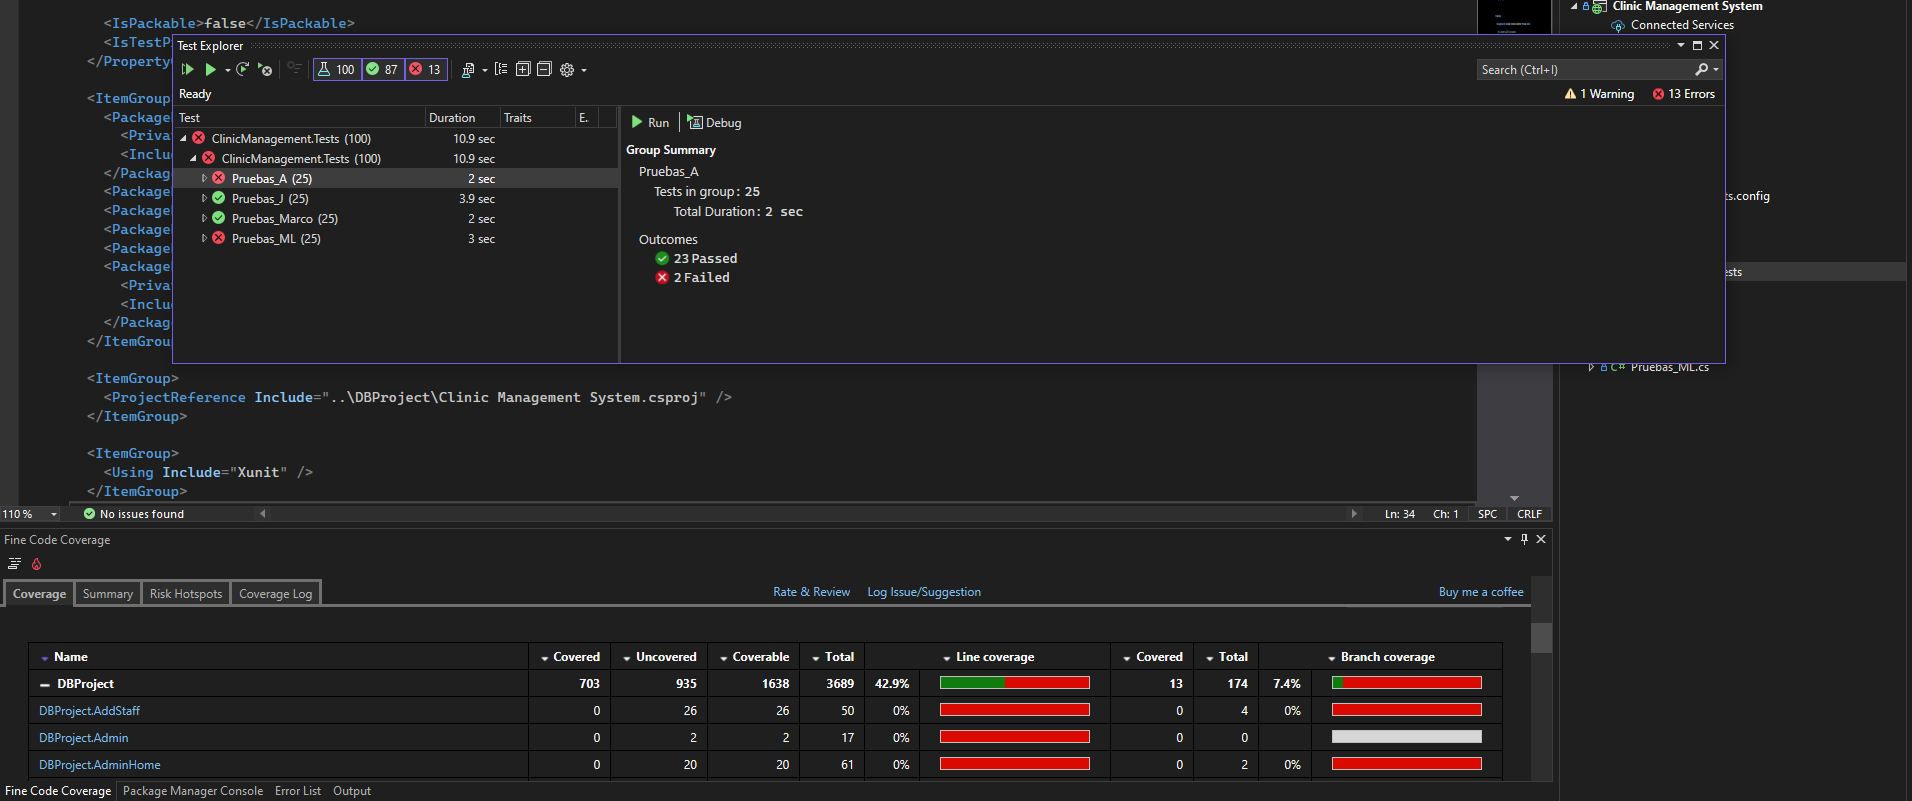 <IsPackable>false</IsPackable>
<IsTestP
</Property
<ItemGroup
<Packag
<Priva
<Inclu
</Packag
<Packag
<Packag
<Packag
<Packag
<Packag
<Priva
<Inclu
</Packag
</ItemGrou
<ItemGroup>
<ProjectReference Include="..\DBProject\Clinic Management System.csproj" />
</ItemGroup>
<ItemGroup>
<Using Include="Xunit" />
</ItemGroup>
Test Explorer
100 87 13
Search (Ctrl+I)
Ready
1 Warning 13 Errors
Test Duration Traits E.
ClinicManagement.Tests (100) 10.9 sec
ClinicManagement.Tests (100) 10.9 sec
Pruebas_A (25) 2 sec
Pruebas_J (25) 3.9 sec
Pruebas_Marco (25) 2 sec
Pruebas_ML (25) 3 sec
Run Debug
Group Summary
Pruebas_A
Tests in group: 25
Total Duration: 2 sec
Outcomes
23 Passed
2 Failed
Clinic Management System
Connected Services
ts.config
ests
C# Pruebas_ML.cs
110 % No issues found Ln: 34 Ch: 1 SPC CRLF
Fine Code Coverage
Coverage Summary Risk Hotspots Coverage Log Rate & Review Log Issue/Suggestion Buy me a coffee
Name Covered Uncovered Coverable Total Line coverage Covered Total Branch coverage
DBProject 703 935 1638 3689 42.9% 13 174 7.4%
DBProject.AddStaff 0 26 26 50 0% 0 4 0%
DBProject.Admin 0 2 2 17 0% 0 0
DBProject.AdminHome 0 20 20 61 0% 0 2 0%
Fine Code Coverage Package Manager Console Error List Output